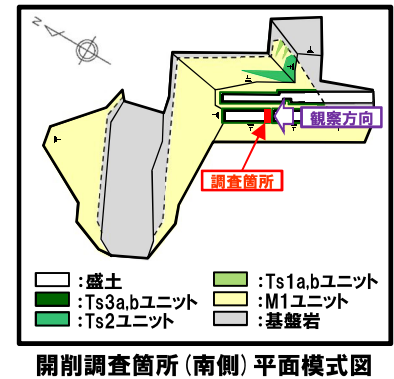 N
観察方向
調査箇所
:盛土
:Ts1a,bユニット
:Ts3a,bユニット
:M1ユニット
:Ts2ユニット
:基盤岩
開削調査箇所(南側)平面模式図